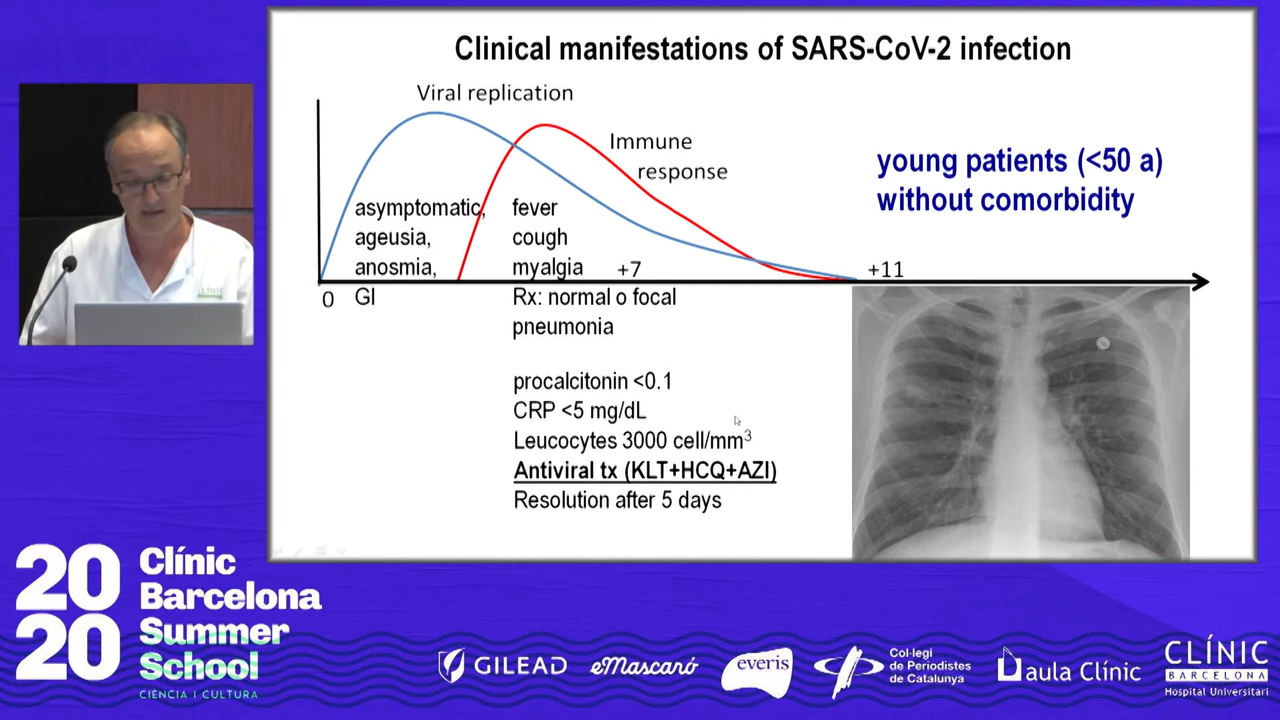 Clinical manifestations of SARS-CoV-2 infection
Viral replication
Immune
response
young patients (<50 a)
without comorbidity
asymptomatic,
ageusia,
anosmia,
GI
fever
cough
myalgia
+7
+11
0
Rx: normal o focal
pneumonia
procalcitonin <0.1
CRP <5 mg/dL
Leucocytes 3000 cell/mm³
Antiviral tx (KLT+HCQ+AZI)
Resolution after 5 days
CLÍNIC
2020
Clínic
Barcelona
Summer
School
CIÈNCIA I CULTURA
GILEAD
eMascaró
everis
Col·legi
de Periodistes
de Catalunya
aula Clínic
CLÍNIC
BARCELONA
Hospital Universitari